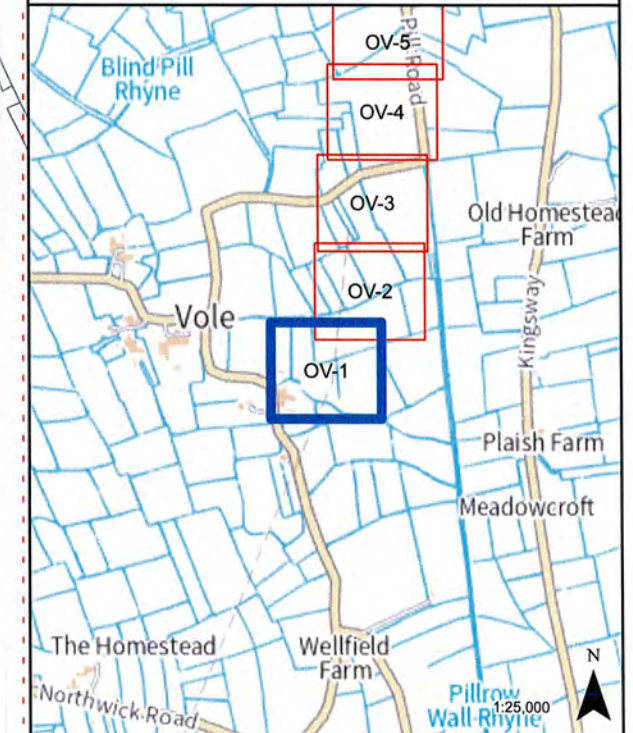 OV-5
Pill Road
Blind Pill
Rhyne
OV-4
OV-3
Old Homestead
Farm
OV-2
Kingsway
Vole
OV-1
Plaish Farm
Meadowcroft
The Homestead
Wellfield
Farm
N
Northwick Road
Pillrow
Wall Rhyne
1:25,000